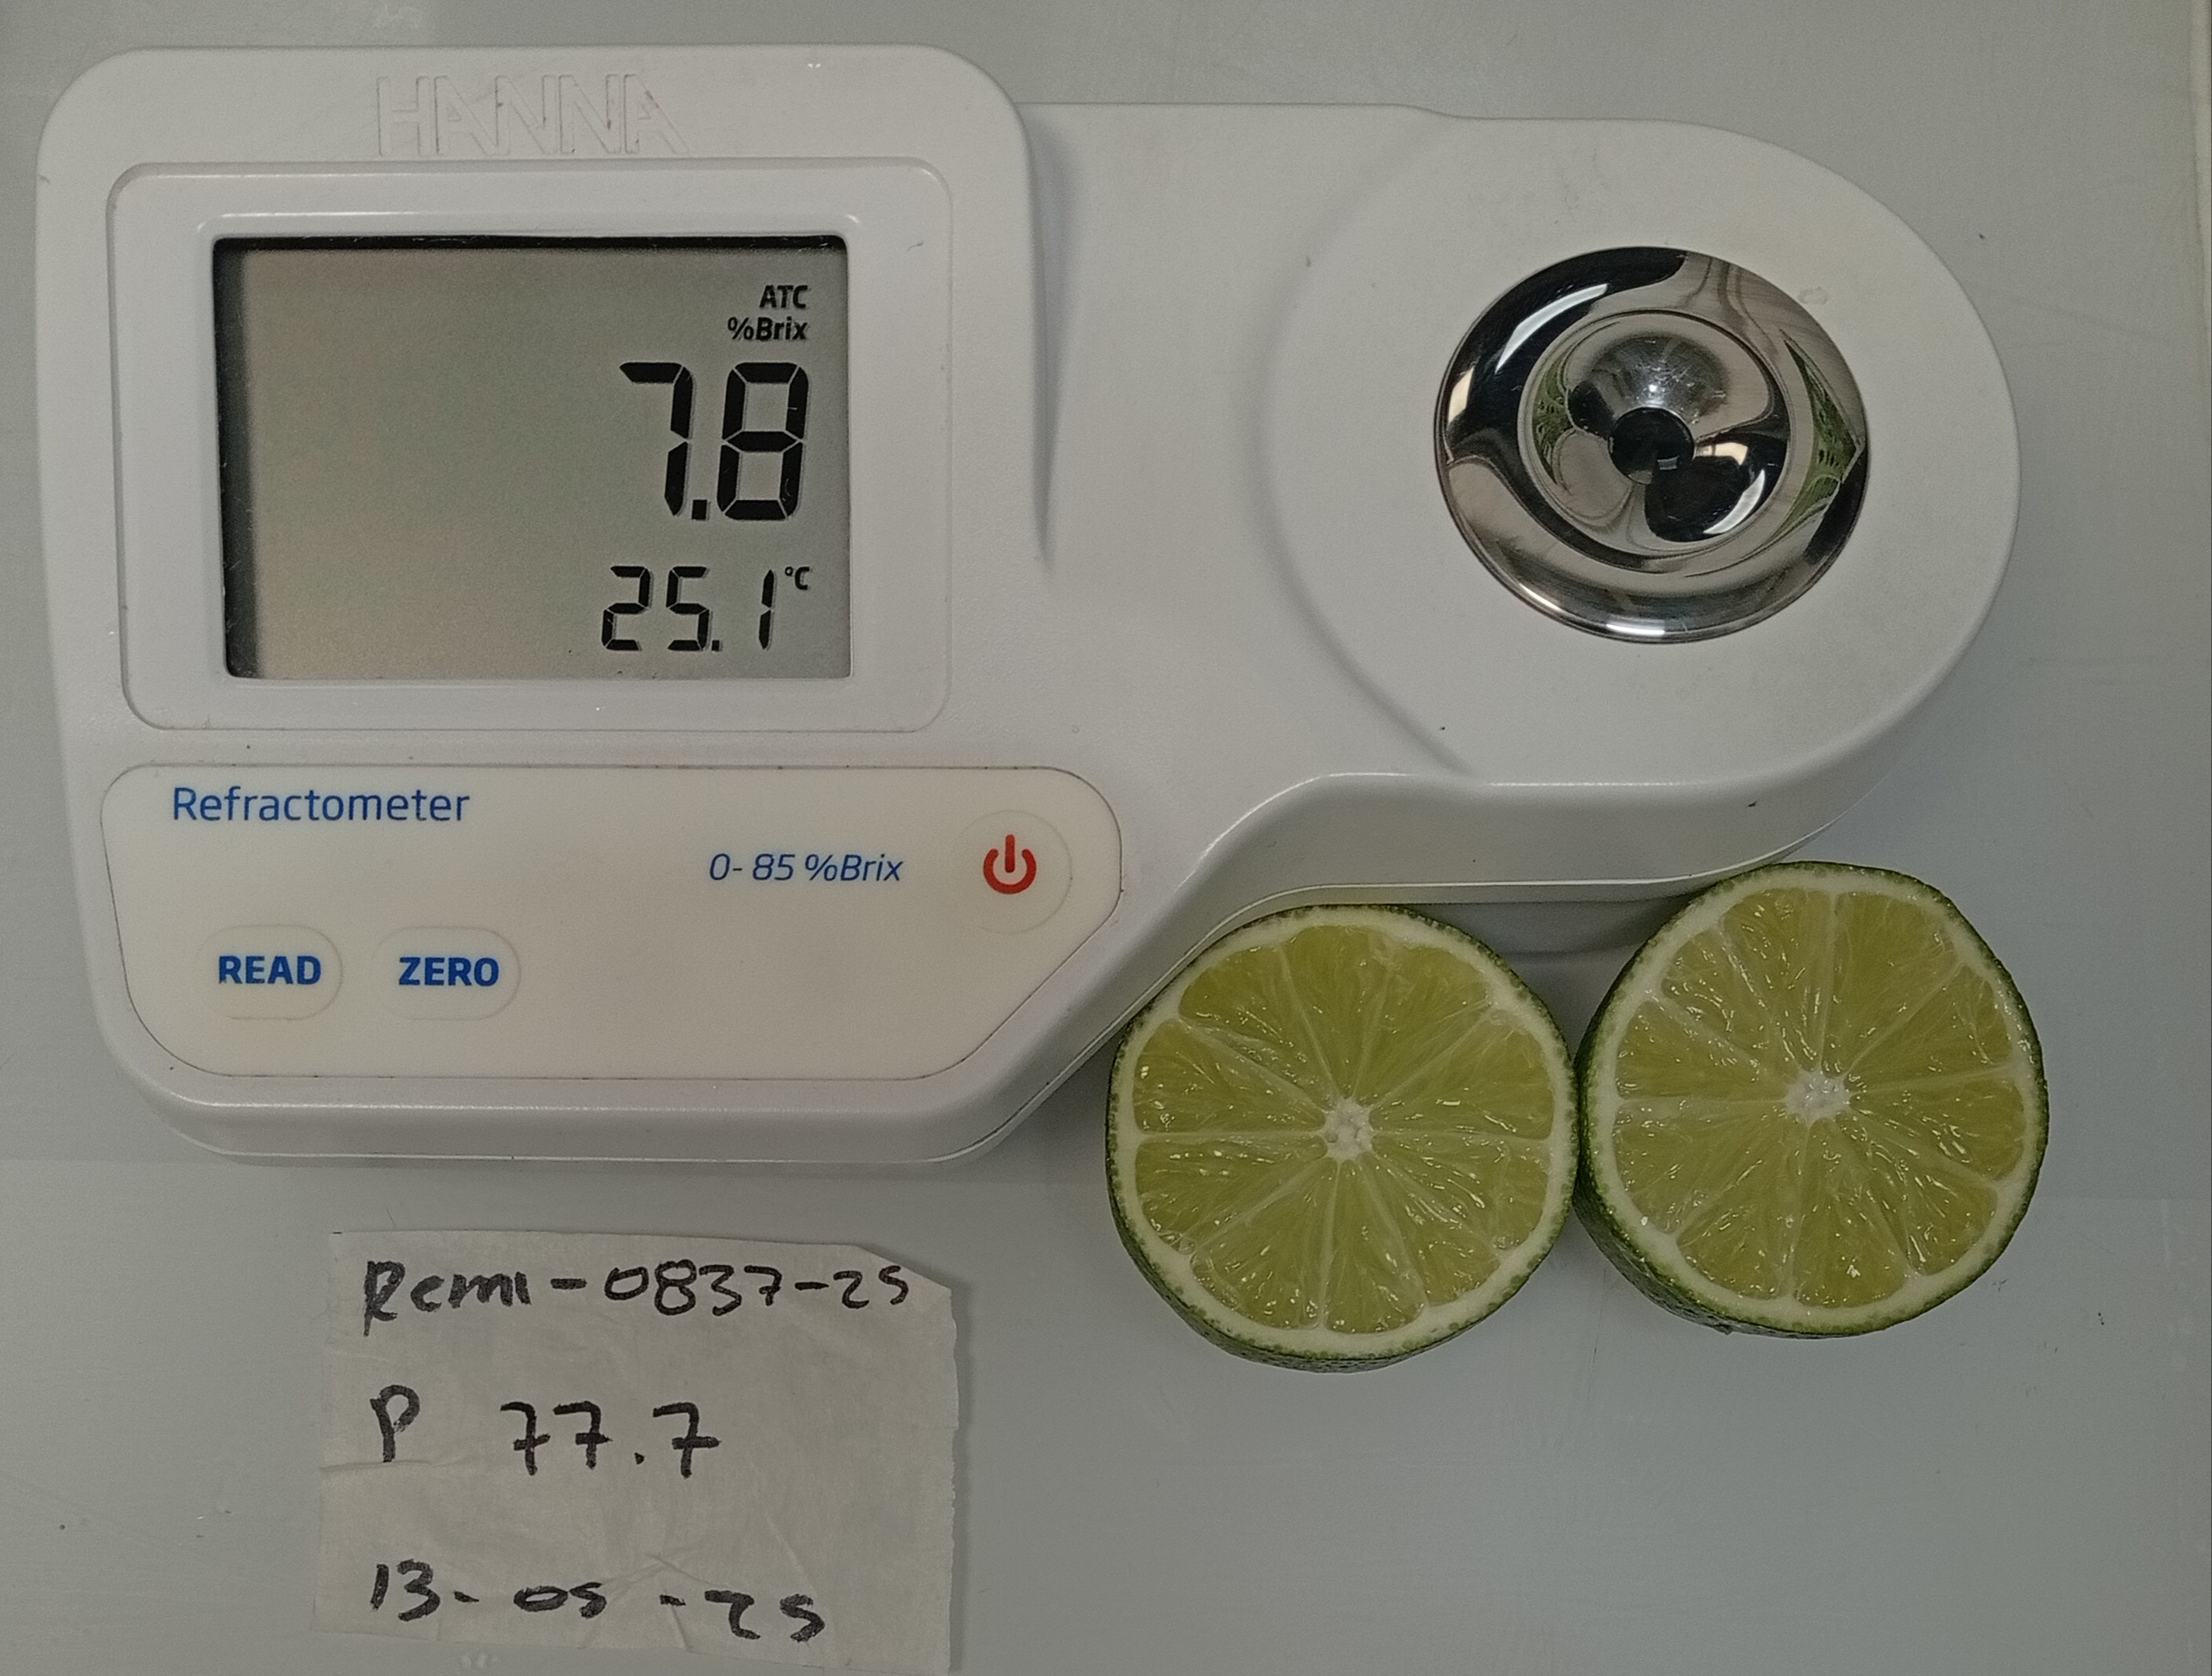 HANNA
ATC
%Brix
7.8
25.1 °C
Refractometer
0-85 %Brix
READ ZERO
Remi-0837-25
P 77.7
13-05-25